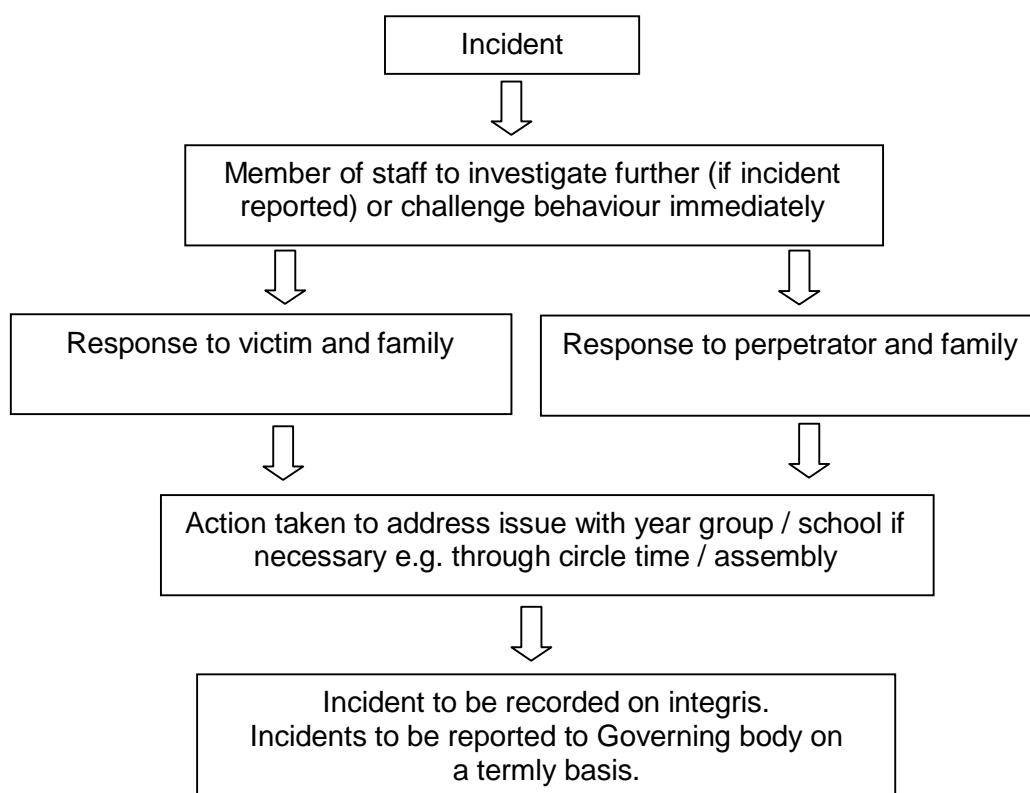 Incident
Member of staff to investigate further (if incident
reported) or challenge behaviour immediately
Response to victim and family
Response to perpetrator and family
Action taken to address issue with year group / school if
necessary e.g. through circle time / assembly
Incident to be recorded on integris.
Incidents to be reported to Governing body on
a termly basis.